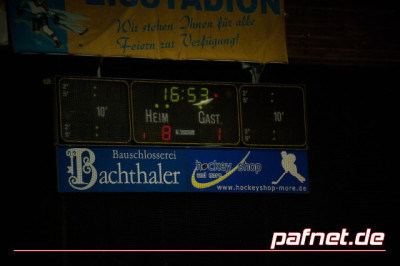 EISSTADION
Wir stehen Ihnen für alle
Feiern zur Verfügung!
16:53
10' HEIM GAST 10'
8 1
Bauschlosserei
Bachthaler
hockey shop
and more...
www.hockeyshop-more.de
pafnet.de